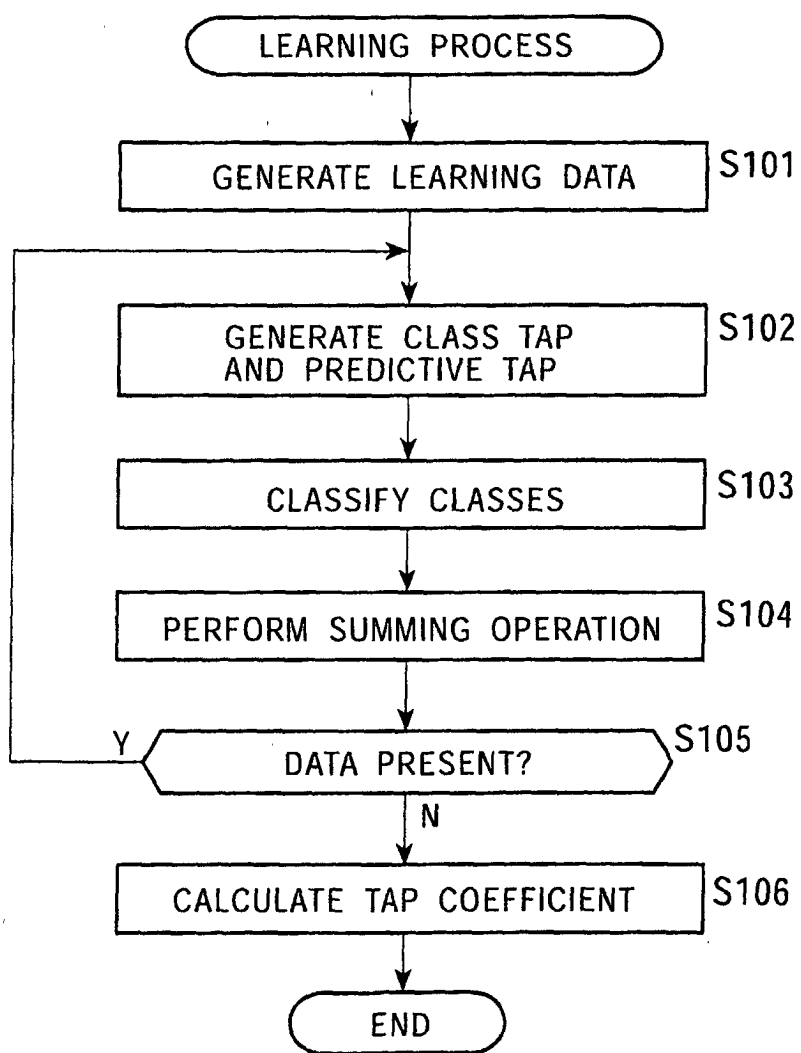 LEARNING PROCESS
GENERATE LEARNING DATA
S101
GENERATE CLASS TAP
AND PREDICTIVE TAP
S102
CLASSIFY CLASSES
S103
PERFORM SUMMING OPERATION
S104
Y
DATA PRESENT?
S105
N
CALCULATE TAP COEFFICIENT
S106
END